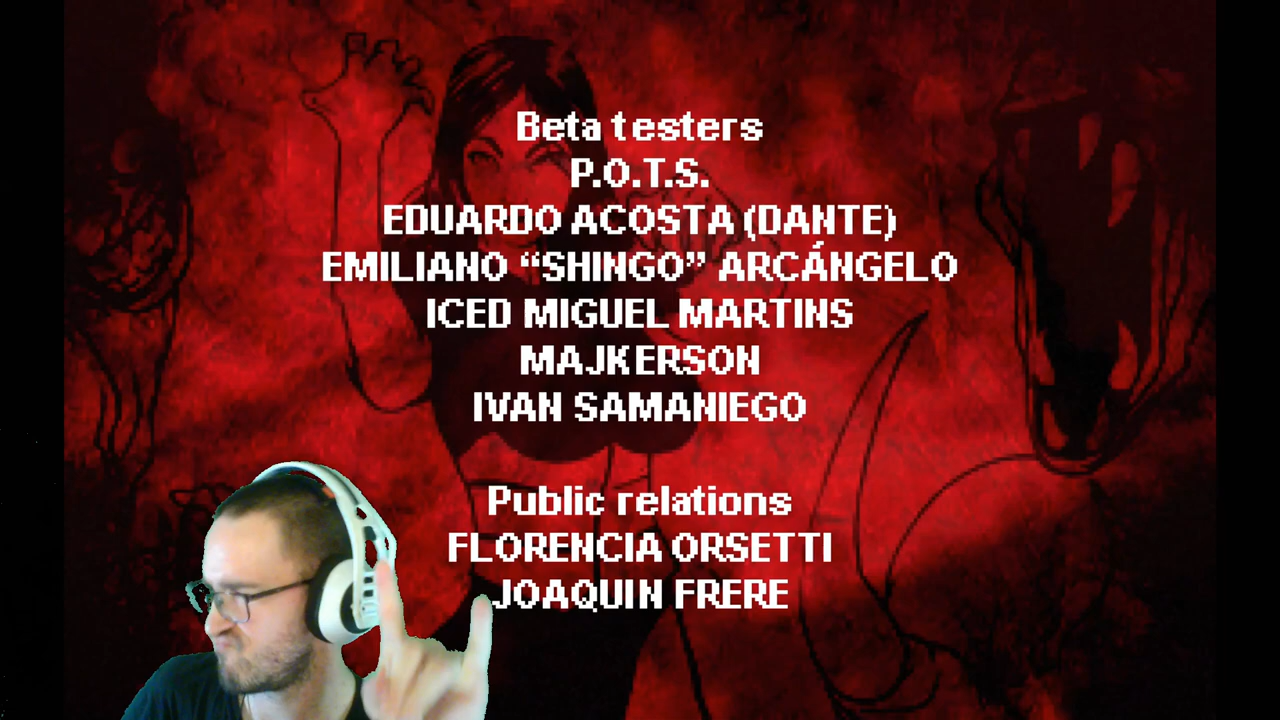 Beta testers
P.O.T.S.
EDUARDO ACOSTA (DANTE)
EMILIANO “SHINGO” ARCÁNGELO
ICED MIGUEL MARTINS
MAJKERSON
IVAN SAMANIEGO
Public relations
FLORENCIA ORSETTI
JOAQUIN FRERE